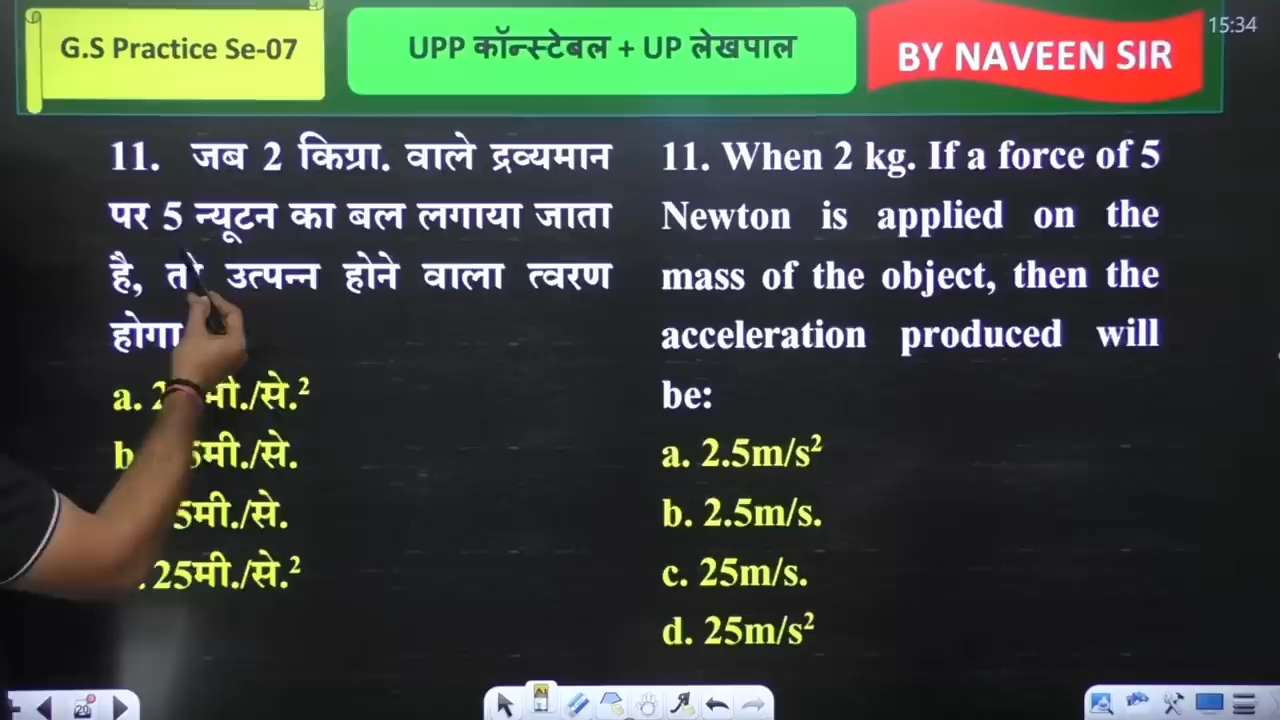 G.S Practice Se-07
UPP कॉन्स्टेबल + UP लेखपाल
BY NAVEEN SIR
15:34
11. जब 2 किग्रा. वाले द्रव्यमान
पर 5 न्यूटन का बल लगाया जाता
है, उत्पन्न होने वाला त्वरण
होगा
a. मी./से.²
b मी./से.
5मी./से.
25मी./से.²
11. When 2 kg. If a force of 5
Newton is applied on the
mass of the object, then the
acceleration produced will
be:
a. 2.5m/s²
b. 2.5m/s.
c. 25m/s.
d. 25m/s²
20